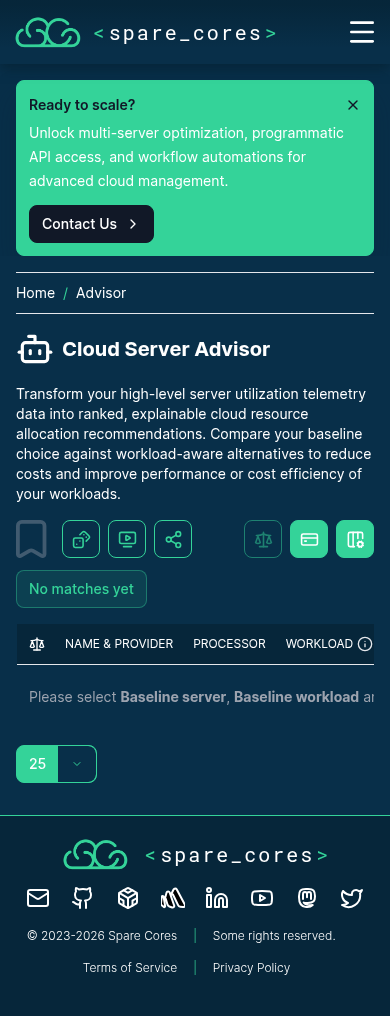 <spare_cores>
Ready to scale?
Unlock multi-server optimization, programmatic
API access, and workflow automations for
advanced cloud management.
Contact Us
Home / Advisor
Cloud Server Advisor
Transform your high-level server utilization telemetry
data into ranked, explainable cloud resource
allocation recommendations. Compare your baseline
choice against workload-aware alternatives to reduce
costs and improve performance or cost efficiency of
your workloads.
No matches yet
NAME & PROVIDER PROCESSOR WORKLOAD
Please select Baseline server, Baseline workload
25
<spare_cores>
© 2023-2026 Spare Cores | Some rights reserved.
Terms of Service | Privacy Policy